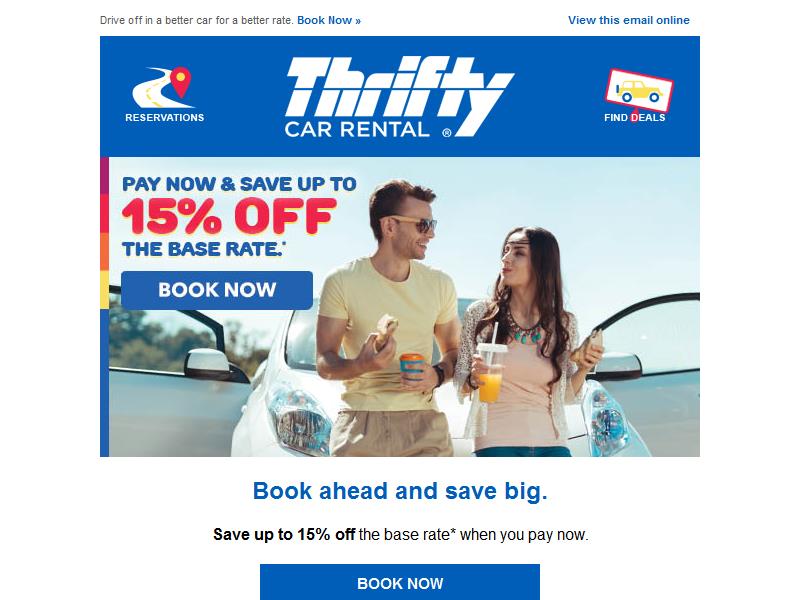 Drive off in a better car for a better rate. Book Now »
View this email online
RESERVATIONS
Thrifty
CAR RENTAL ®
FIND DEALS
PAY NOW & SAVE UP TO
15% OFF
THE BASE RATE.*
BOOK NOW
Book ahead and save big.
Save up to 15% off the base rate* when you pay now.
BOOK NOW